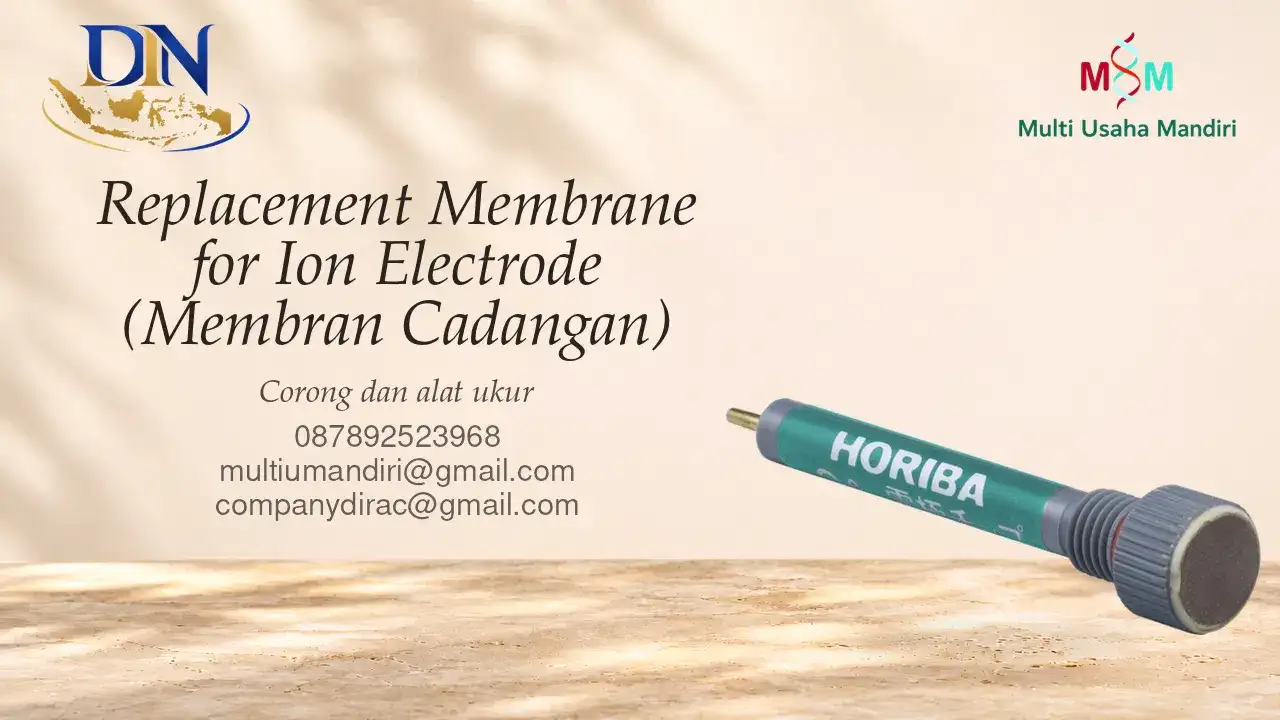 DIN
M M
Multi Usaha Mandiri
Replacement Membrane
for Ion Electrode
(Membran Cadangan)
Corong dan alat ukur
087892523968
multiumandiri@gmail.com
companydirac@gmail.com
HORIBA